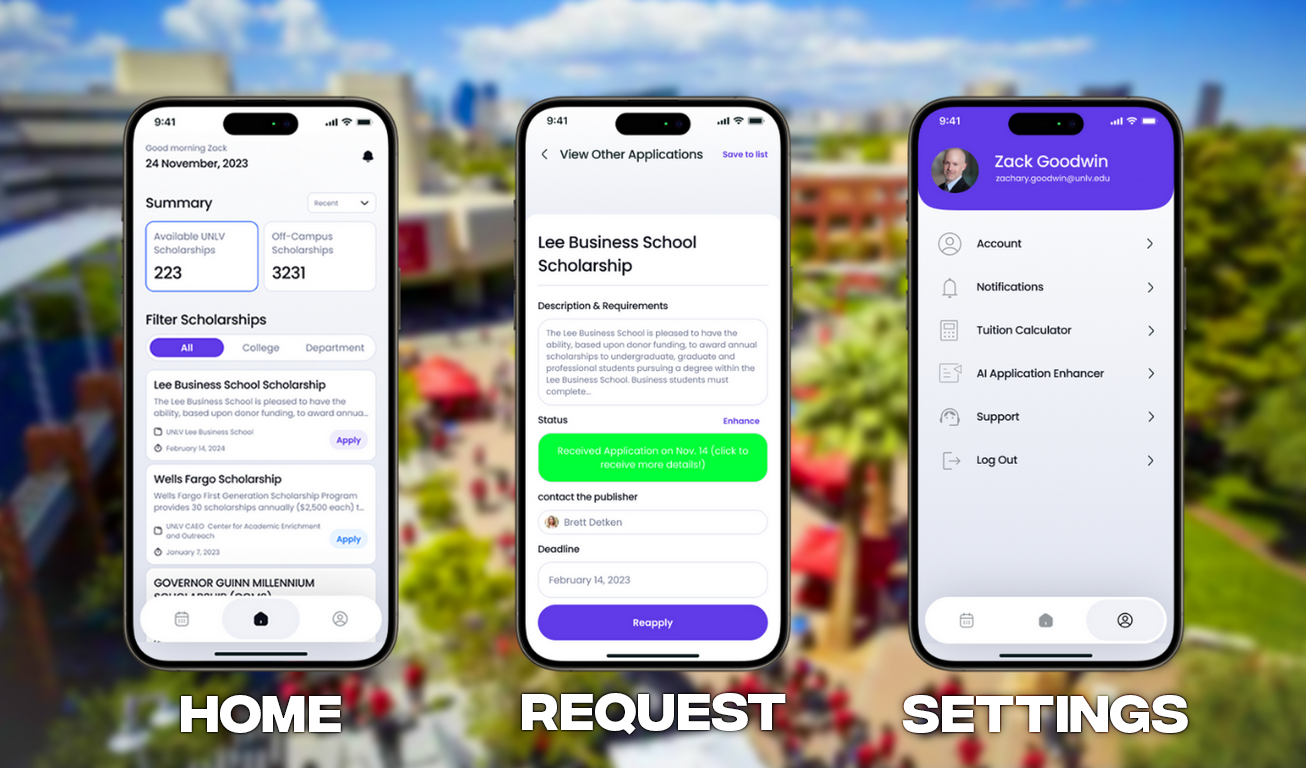 9:41
Good morning Zack
24 November, 2023
Summary
Recent
Available UNLV
Scholarships
223
Off-Campus
Scholarships
3231
Filter Scholarships
All
College
Department
Lee Business School Scholarship
The Lee Business School is pleased to have the
ability, based upon donor funding, to award annua...
UNLV Lee Business School
February 14, 2024
Apply
Wells Fargo Scholarship
Wells Fargo First Generation Scholarship Program
provides 30 scholarships annually ($2,500 each) t...
UNLV CAEO Center for Academic Enrichment
and Outreach
January 7, 2023
Apply
GOVERNOR GUINN MILLENNIUM
SCHOLARSHIP (GGMS)
HOME
9:41
View Other Applications
Save to list
Lee Business School
Scholarship
Description & Requirements
The Lee Business School is pleased to have the
ability, based upon donor funding, to award annual
scholarships to undergraduate, graduate and
professional students pursuing a degree within the
Lee Business School. Business students must
complete...
Status
Enhance
Received Application on Nov. 14 (click to
receive more details!)
contact the publisher
Brett Detken
Deadline
February 14, 2023
Reapply
REQUEST
9:41
Zack Goodwin
zachary.goodwin@unlv.edu
Account
Notifications
Tuition Calculator
AI Application Enhancer
Support
Log Out
SETTINGS